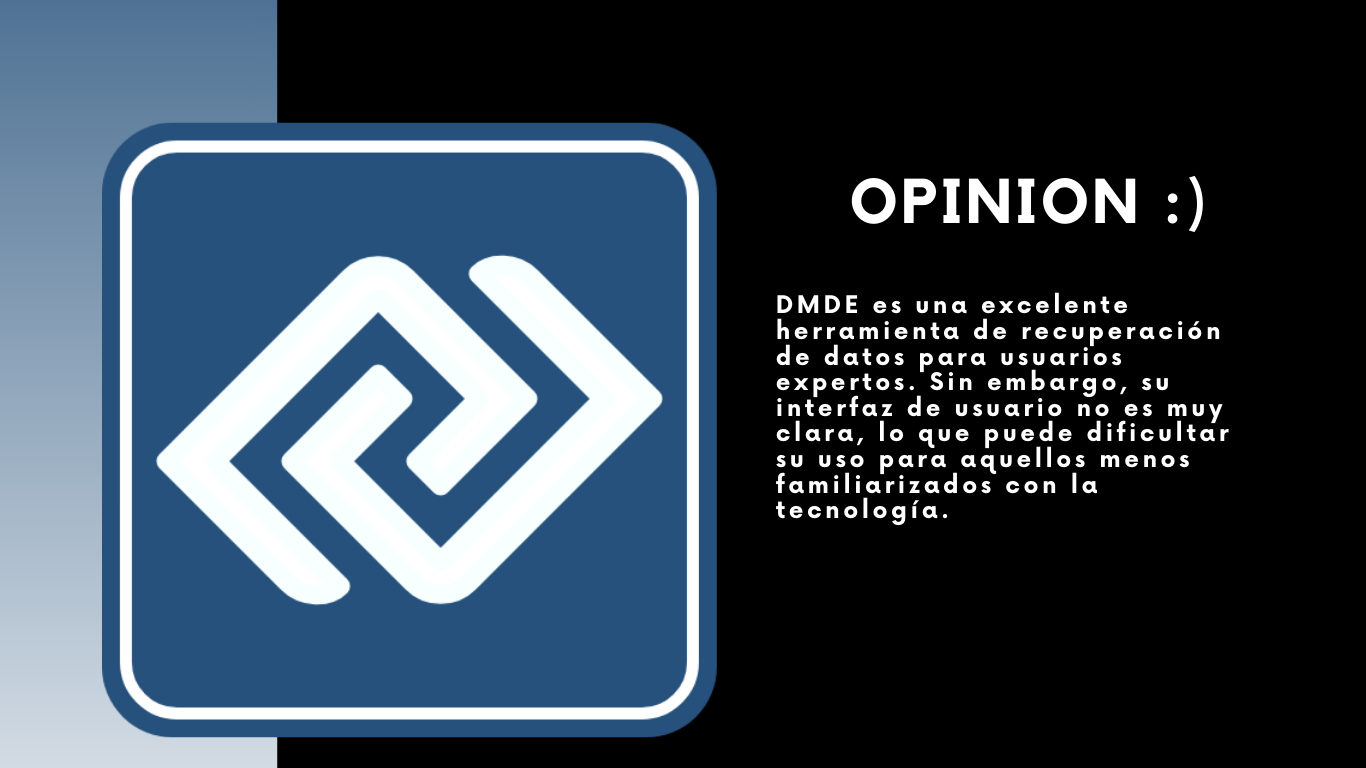 OPINION :)
DMDE es una excelente
herramienta de recuperación
de datos para usuarios
expertos. Sin embargo, su
interfaz de usuario no es muy
clara, lo que puede dificultar
su uso para aquellos menos
familiarizados con la
tecnología.